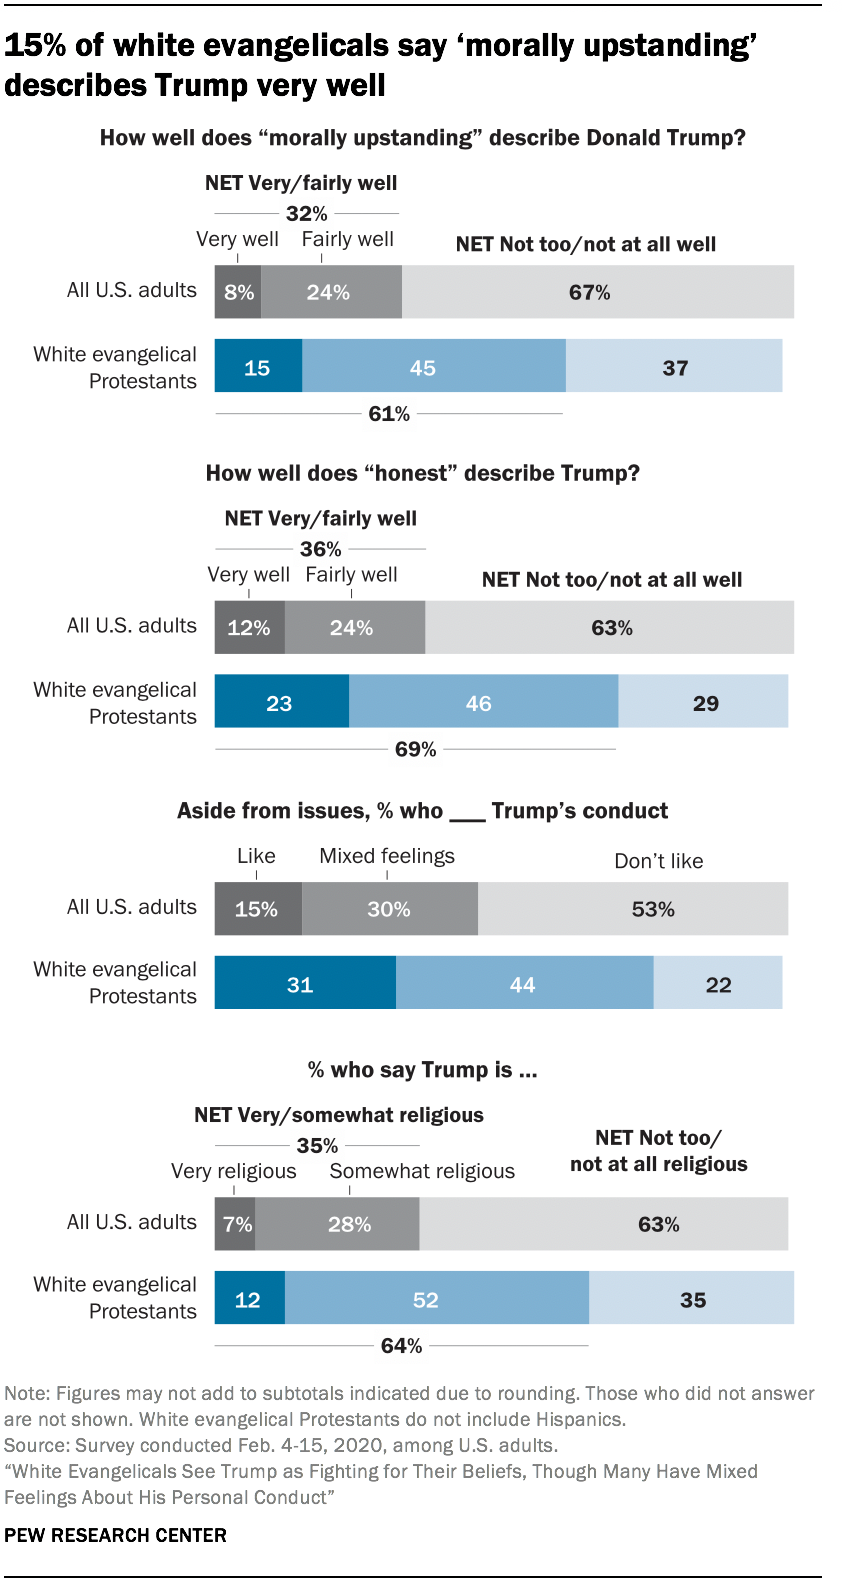 15% of white evangelicals say ‘morally upstanding’
describes Trump very well
How well does “morally upstanding” describe Donald Trump?
NET Very/fairly well
32%
Very well Fairly well
NET Not too/not at all well
All U.S. adults 8% 24% 67%
White evangelical
Protestants 15 45 37
61%
How well does “honest” describe Trump?
NET Very/fairly well
36%
Very well Fairly well
NET Not too/not at all well
All U.S. adults 12% 24% 63%
White evangelical
Protestants 23 46 29
69%
Aside from issues, % who ___ Trump’s conduct
Like Mixed feelings Don’t like
All U.S. adults 15% 30% 53%
White evangelical
Protestants 31 44 22
% who say Trump is ...
NET Very/somewhat religious
35%
Very religious Somewhat religious
NET Not too/
not at all religious
All U.S. adults 7% 28% 63%
White evangelical
Protestants 12 52 35
64%
Note: Figures may not add to subtotals indicated due to rounding. Those who did not answer
are not shown. White evangelical Protestants do not include Hispanics.
Source: Survey conducted Feb. 4-15, 2020, among U.S. adults.
“White Evangelicals See Trump as Fighting for Their Beliefs, Though Many Have Mixed
Feelings About His Personal Conduct”
PEW RESEARCH CENTER